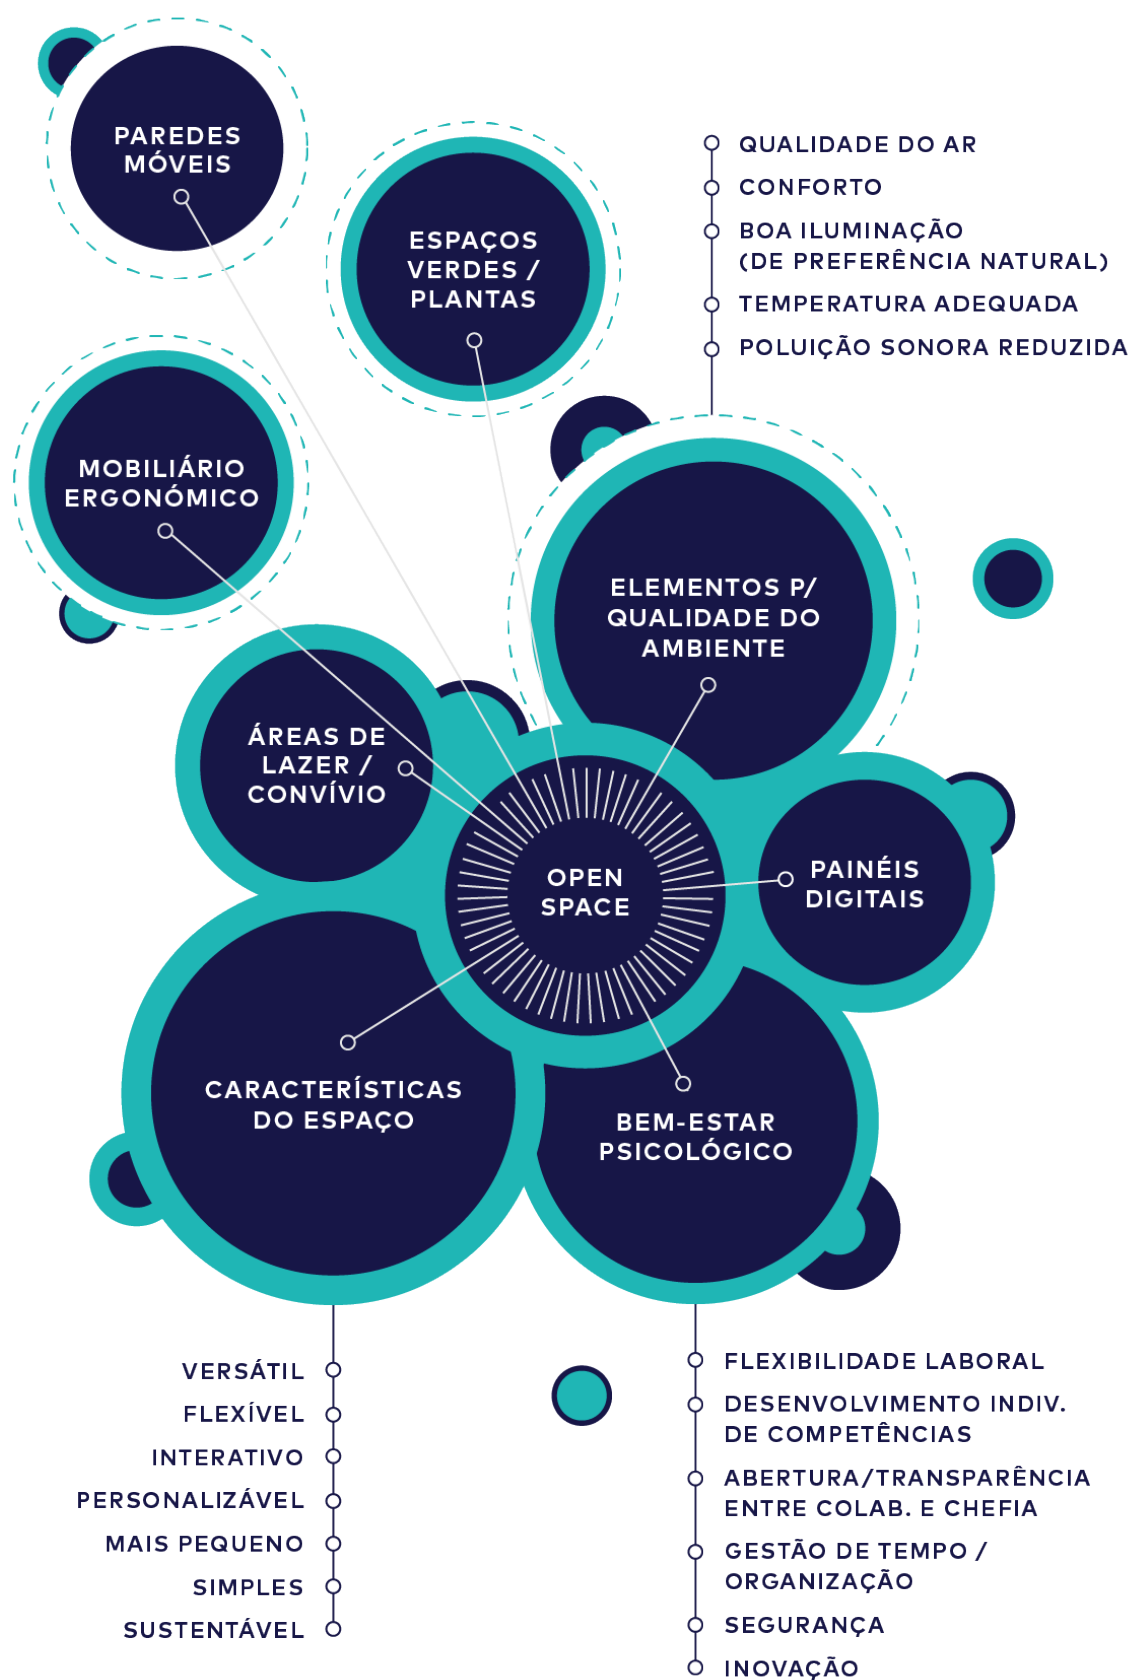 PAREDES
MÓVEIS
ESPAÇOS
VERDES /
PLANTAS
QUALIDADE DO AR
CONFORTO
BOA ILUMINAÇÃO
(DE PREFERÊNCIA NATURAL)
TEMPERATURA ADEQUADA
POLUIÇÃO SONORA REDUZIDA
MOBILIÁRIO
ERGONÓMICO
ELEMENTOS P/
QUALIDADE DO
AMBIENTE
ÁREAS DE
LAZER /
CONVÍVIO
OPEN
SPACE
PAINÉIS
DIGITAIS
CARACTERÍSTICAS
DO ESPAÇO
BEM-ESTAR
PSICOLÓGICO
VERSÁTIL
FLEXÍVEL
INTERATIVO
PERSONALIZÁVEL
MAIS PEQUENO
SIMPLES
SUSTENTÁVEL
FLEXIBILIDADE LABORAL
DESENVOLVIMENTO INDIV.
DE COMPETÊNCIAS
ABERTURA/TRANSPARÊNCIA
ENTRE COLAB. E CHEFIA
GESTÃO DE TEMPO /
ORGANIZAÇÃO
SEGURANÇA
INOVAÇÃO